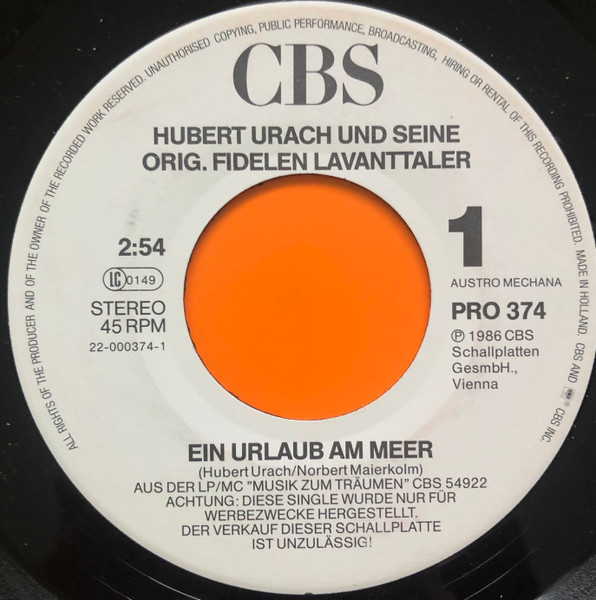 ALL RIGHTS OF THE PRODUCER AND OF THE OWNER OF THE RECORDED WORK RESERVED. UNAUTHORISED COPYING, PUBLIC PERFORMANCE, BROADCASTING, HIRING OR RENTAL OF THIS RECORDING PROHIBITED. MADE IN HOLLAND. CBS AND ® CBS INC.
CBS
HUBERT URACH UND SEINE
ORIG. FIDELEN LAVANTTALER
2:54
LC 0149
STEREO
45 RPM
22-000374-1
1
AUSTRO MECHANA
PRO 374
Ⓟ 1986 CBS
Schallplatten
GesmbH.,
Vienna
EIN URLAUB AM MEER
(Hubert Urach/Norbert Maierkolm)
AUS DER LP/MC "MUSIK ZUM TRÄUMEN" CBS 54922
ACHTUNG: DIESE SINGLE WURDE NUR FÜR
WERBEZWECKE HERGESTELLT.
DER VERKAUF DIESER SCHALLPLATTE
IST UNZULÄSSIG!